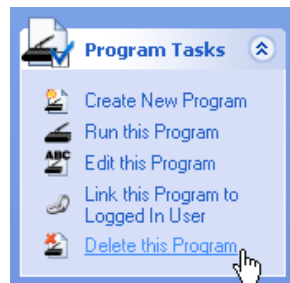 Program Tasks
Create New Program
Run this Program
ABC
Edit this Program
Link this Program to
Logged In User
Delete this Program